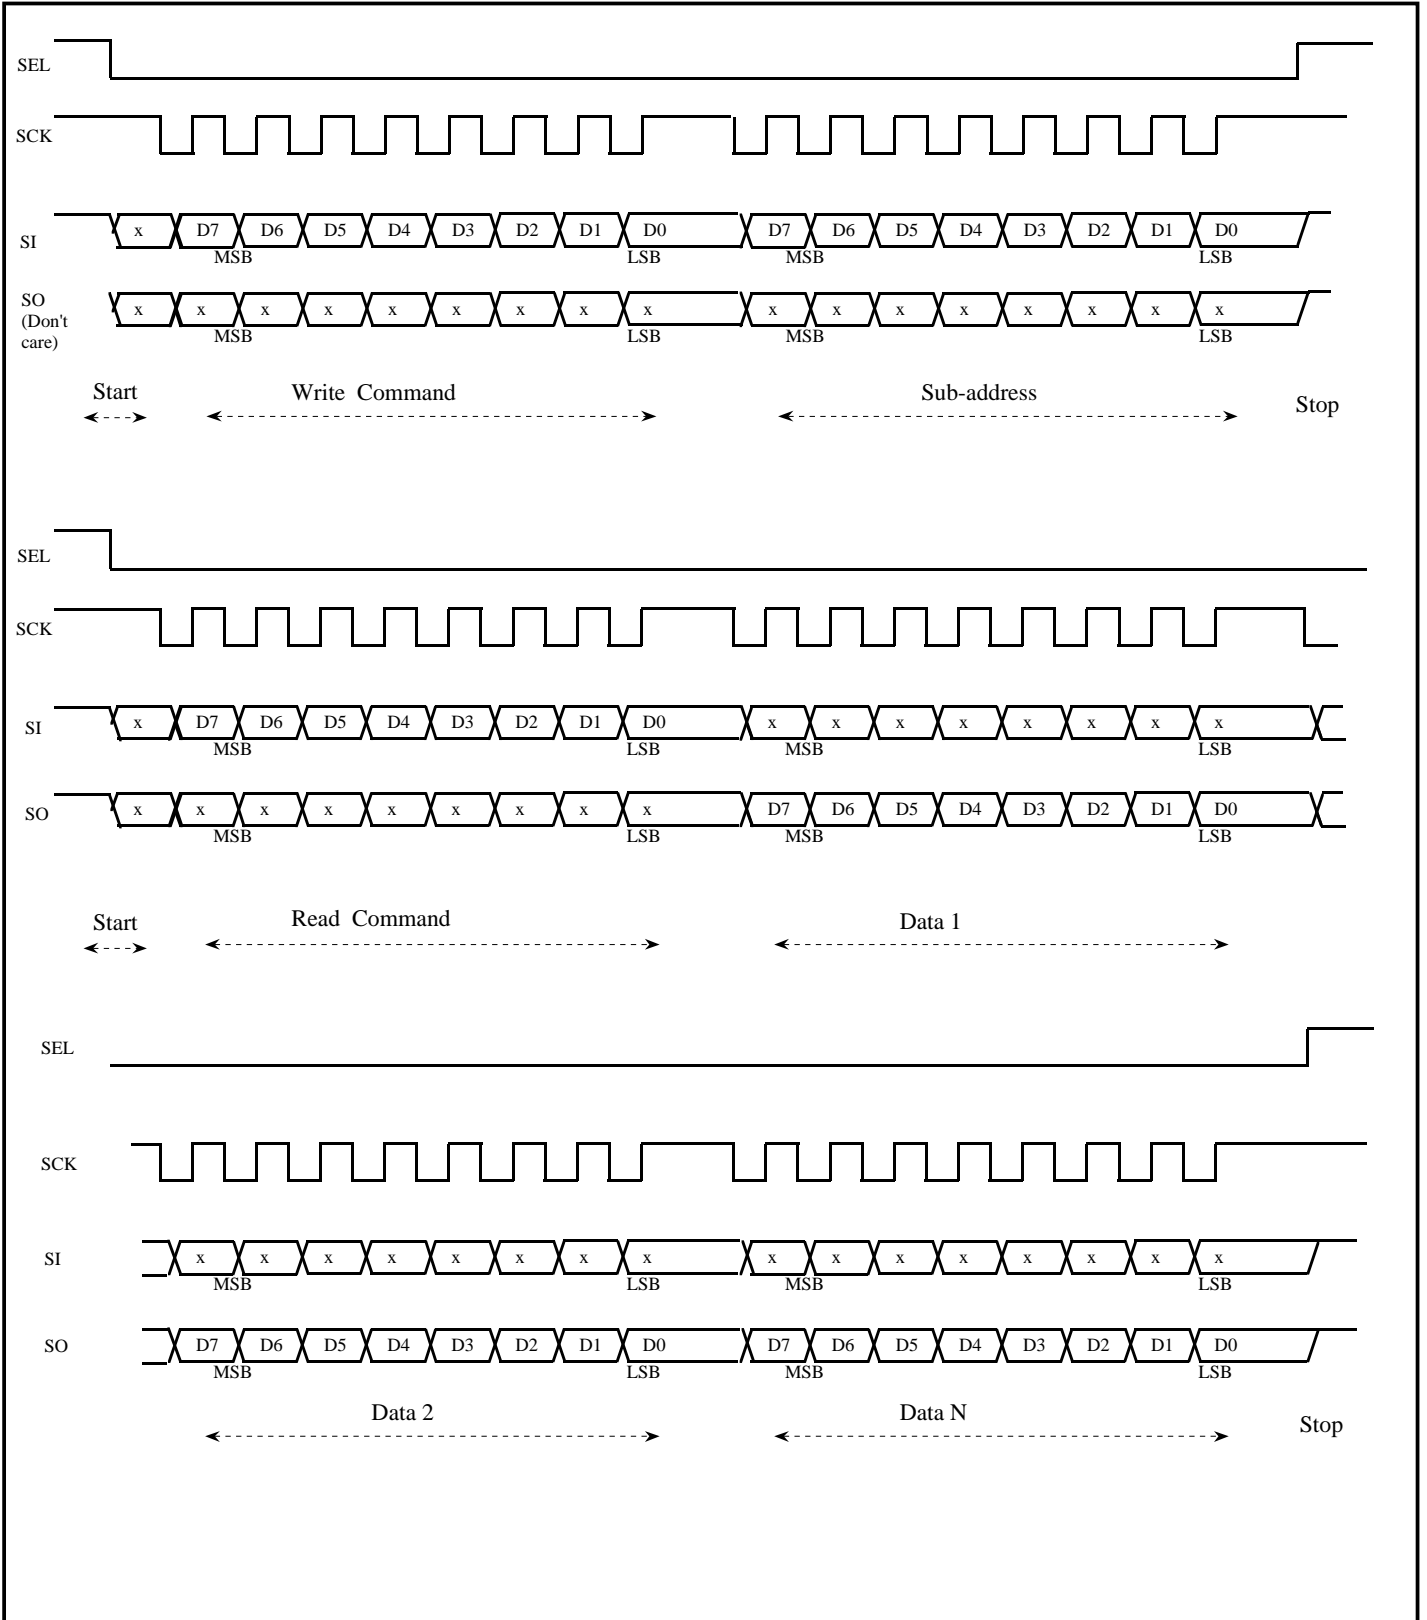 SEL
SCK
SI x D7 D6 D5 D4 D3 D2 D1 D0 D7 D6 D5 D4 D3 D2 D1 D0
MSB LSB MSB LSB
SO
(Don't
care)
x x x x x x x x x x x x x x x x x
MSB LSB MSB LSB
Start Write Command Sub-address Stop
SEL
SCK
SI x D7 D6 D5 D4 D3 D2 D1 D0 x x x x x x x x
MSB LSB MSB LSB
SO x x x x x x x x x D7 D6 D5 D4 D3 D2 D1 D0
MSB LSB MSB LSB
Start Read Command Data 1
SEL
SCK
SI x x x x x x x x x x x x x x x x
MSB LSB MSB LSB
SO D7 D6 D5 D4 D3 D2 D1 D0 D7 D6 D5 D4 D3 D2 D1 D0
MSB LSB MSB LSB
Data 2 Data N Stop